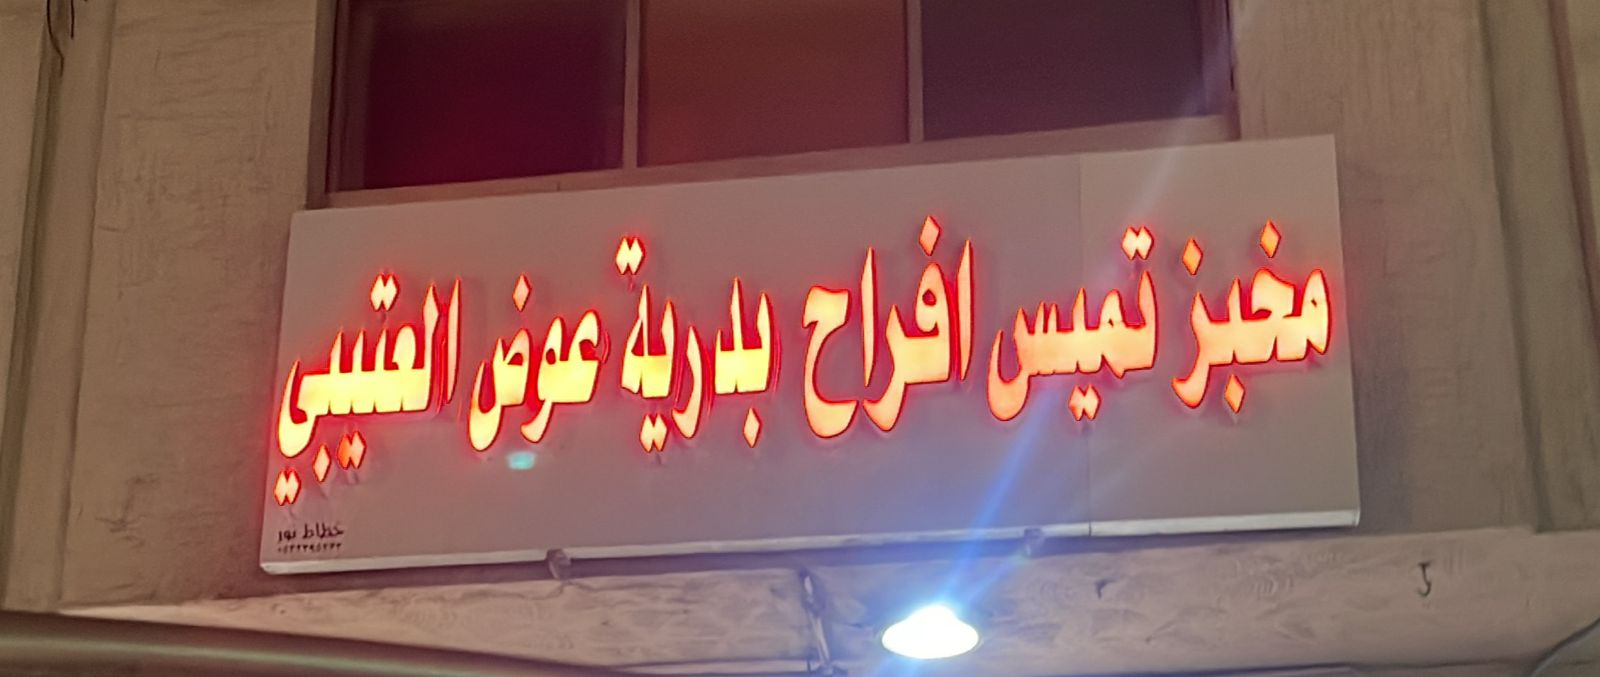 مخبز تميس افراح بدرية عوض العتيبي
خطاط نور